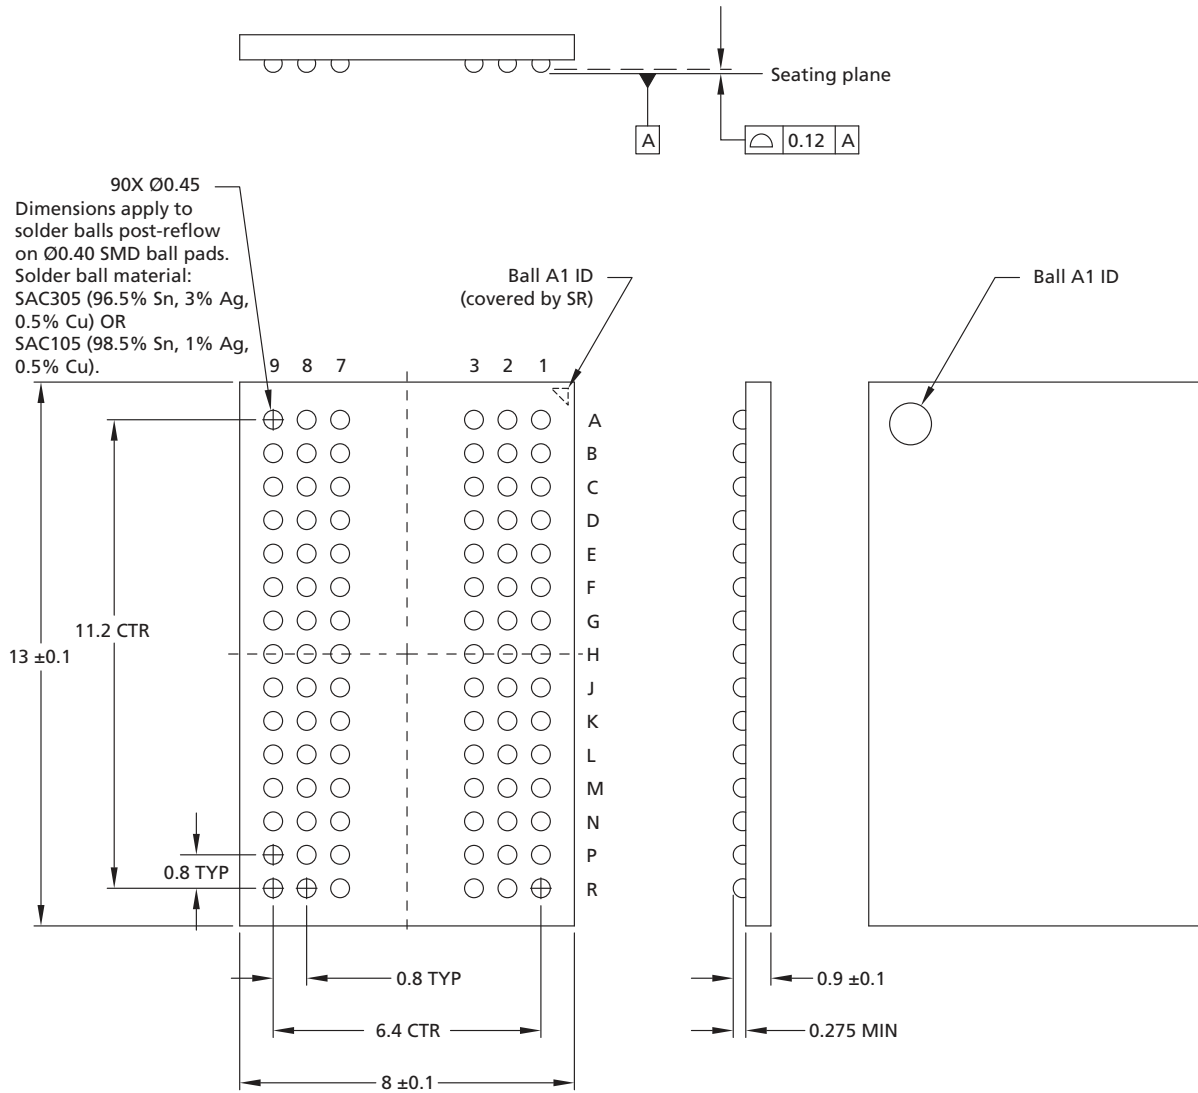 Seating plane
A
0.12 A
90X Ø0.45
Dimensions apply to
solder balls post-reflow
on Ø0.40 SMD ball pads.
Solder ball material:
SAC305 (96.5% Sn, 3% Ag,
0.5% Cu) OR
SAC105 (98.5% Sn, 1% Ag,
0.5% Cu).
Ball A1 ID
(covered by SR)
Ball A1 ID
9 8 7 3 2 1
A
B
C
D
E
F
G
H
J
K
L
M
N
P
R
11.2 CTR
13 ±0.1
0.8 TYP
0.8 TYP
0.9 ±0.1
6.4 CTR
0.275 MIN
8 ±0.1